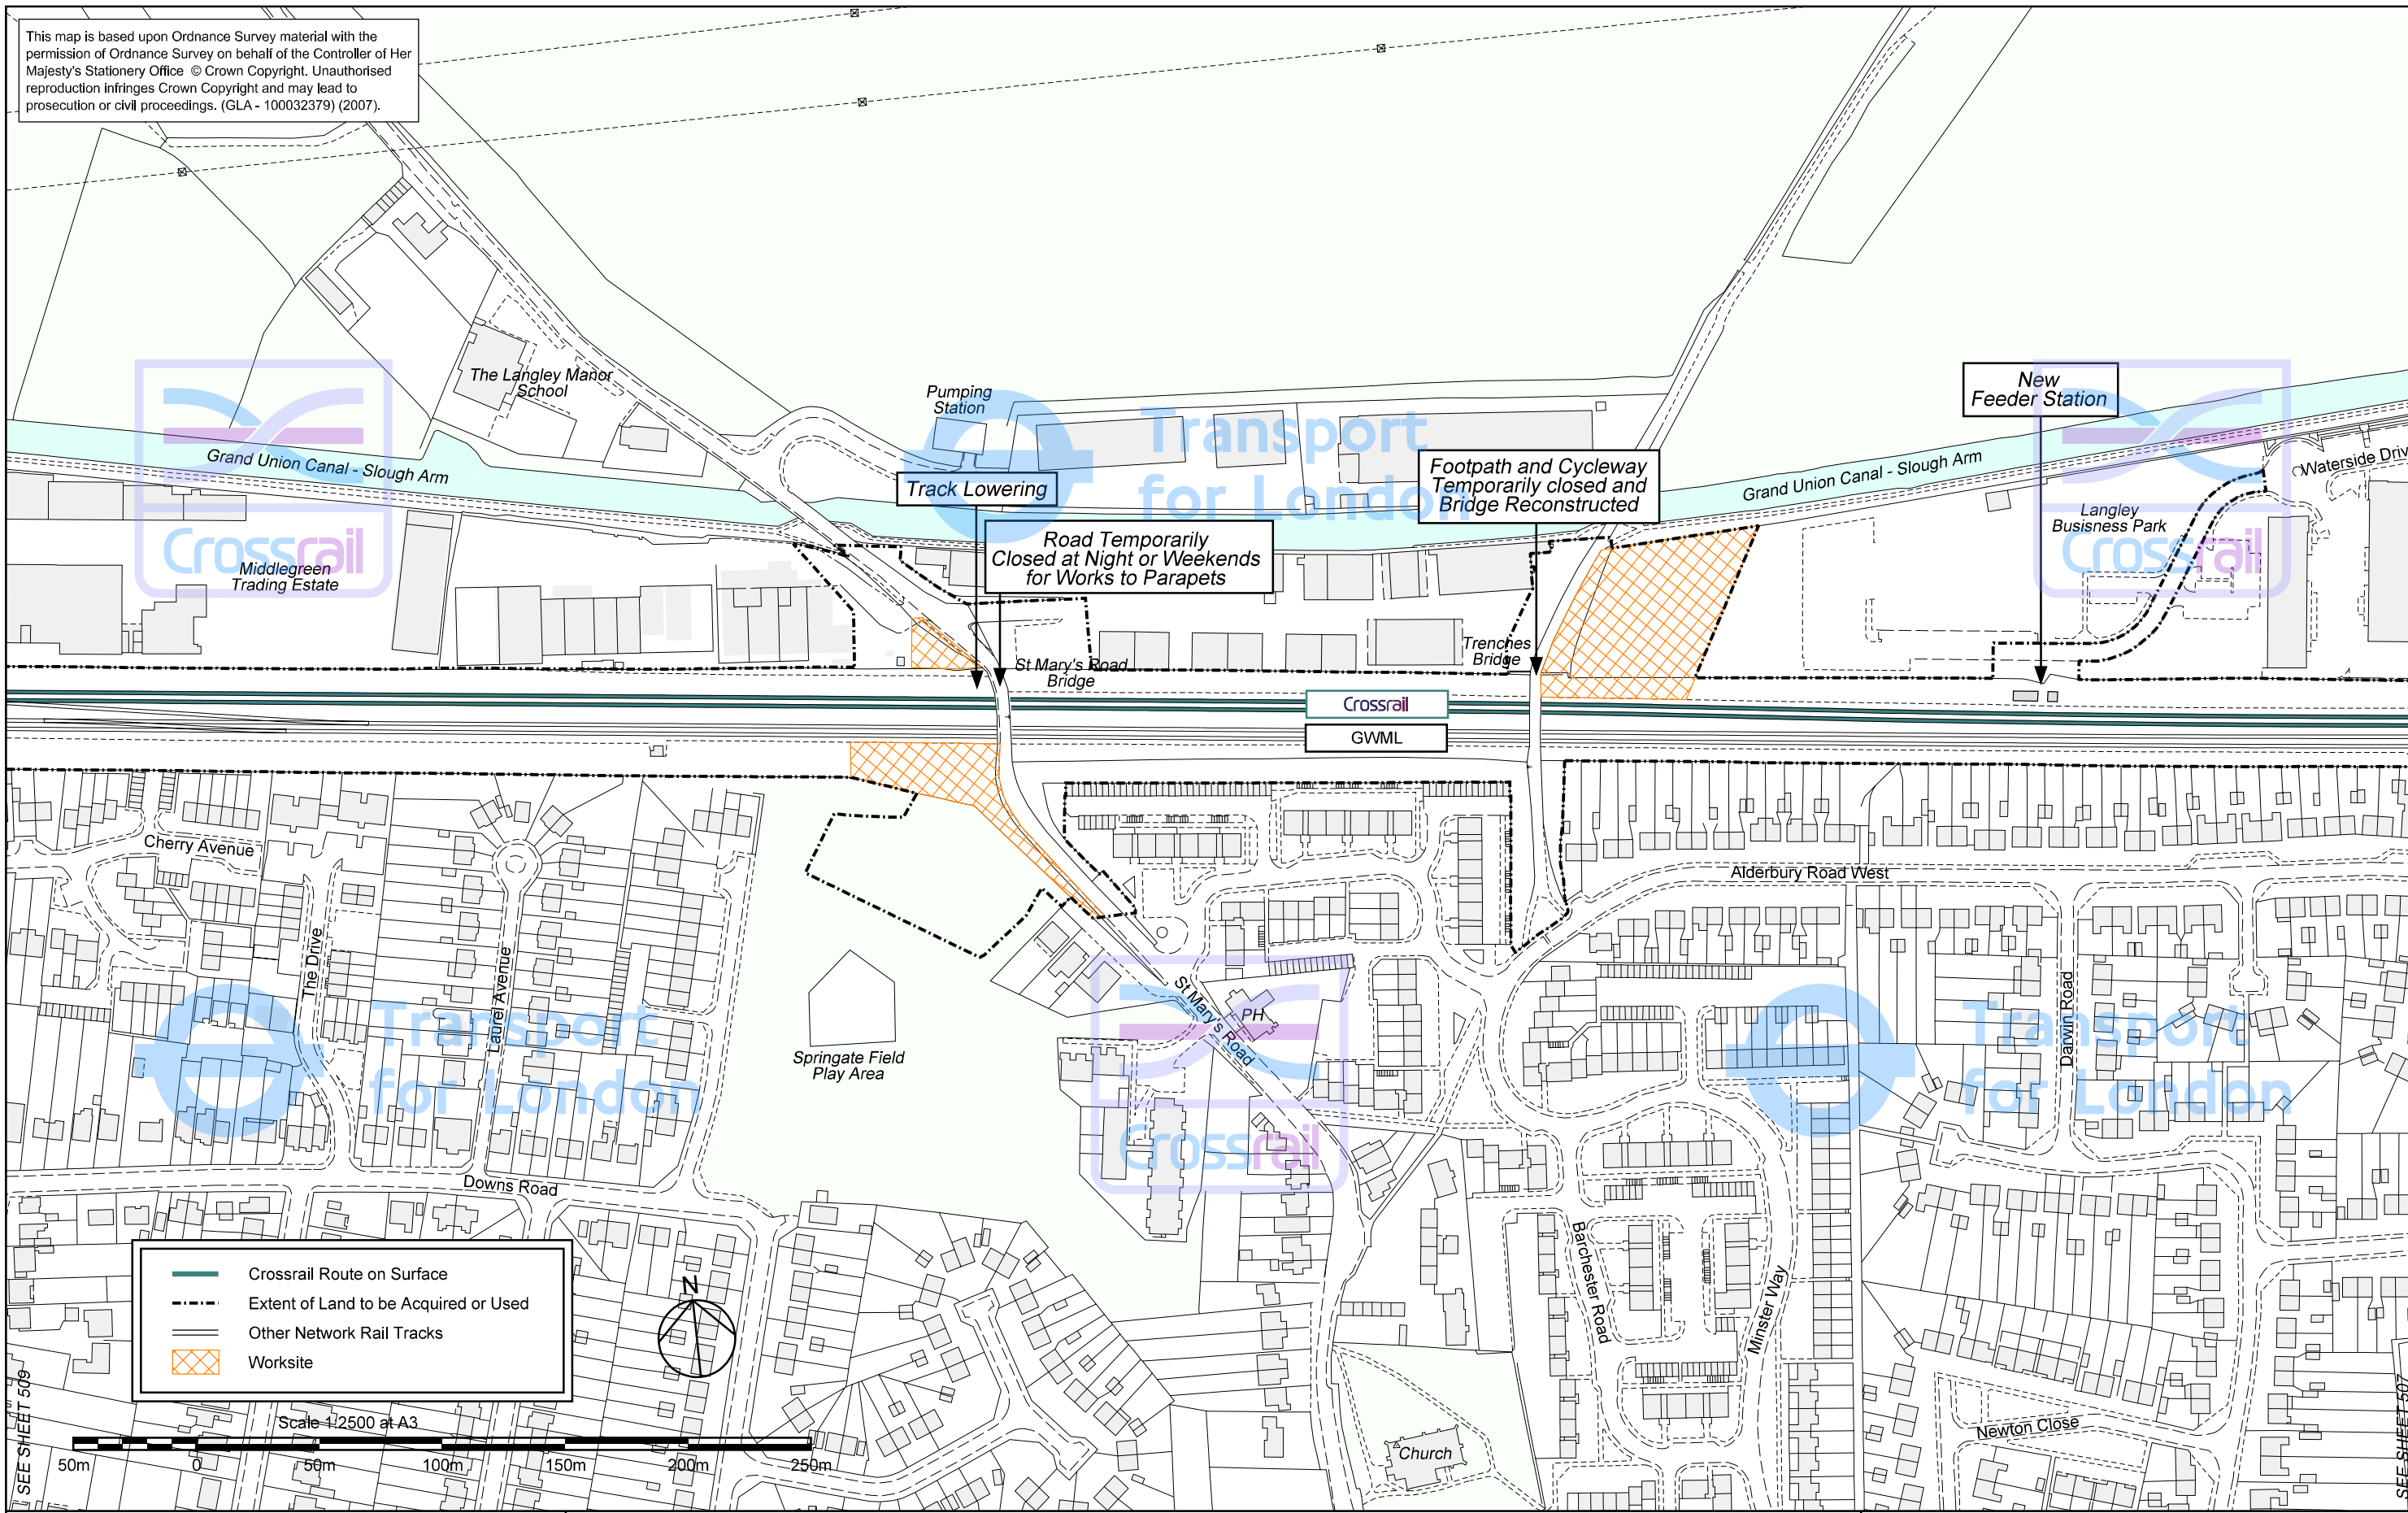 This map is based upon Ordnance Survey material with the
permission of Ordnance Survey on behalf of the Controller of Her
Majesty's Stationery Office © Crown Copyright. Unauthorised
reproduction infringes Crown Copyright and may lead to
prosecution or civil proceedings. (GLA - 100032379) (2007).
The Langley Manor
School
Pumping
Station
Transport
for London
New
Feeder Station
Grand Union Canal - Slough Arm
Track Lowering
Footpath and Cycleway
Temporarily closed and
Bridge Reconstructed
Grand Union Canal - Slough Arm
Waterside Driv
Crossrail
Middlegreen
Trading Estate
Road Temporarily
Closed at Night or Weekends
for Works to Parapets
Langley
Busisness Park
Crossrail
St Mary's Road
Bridge
Trenches
Bridge
Crossrail
GWML
Cherry Avenue
Alderbury Road West
The Drive
Laurel Avenue
Transport
for London
Springate Field
Play Area
St Mary's Road
PH
Crossrail
Darwin Road
Transport
for London
Downs Road
Barchester Road
Minster Way
Newton Close
Church
Crossrail Route on Surface
Extent of Land to be Acquired or Used
Other Network Rail Tracks
Worksite
N
Scale 1:2500 at A3
50m 0 50m 100m 150m 200m 250m
SEE SHEET 509
SEE SHEET 507